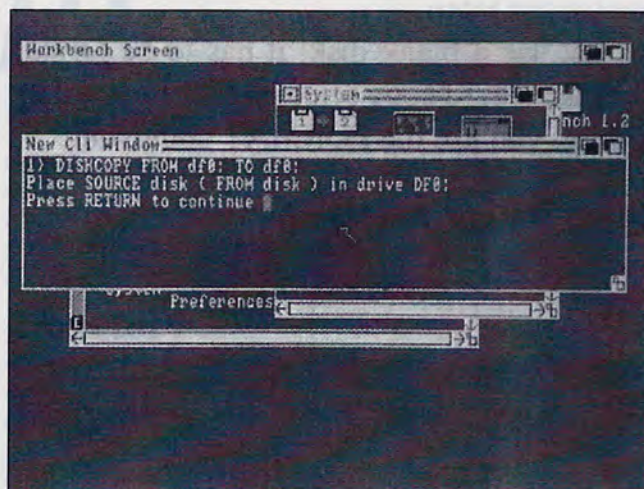 Workbench Screen
System
nch 1.2
New Cli Window
1) DISKCOPY FROM df0: TO df0:
Place SOURCE disk ( FROM disk ) in drive DF0:
Press RETURN to continue
System
Preferences
E